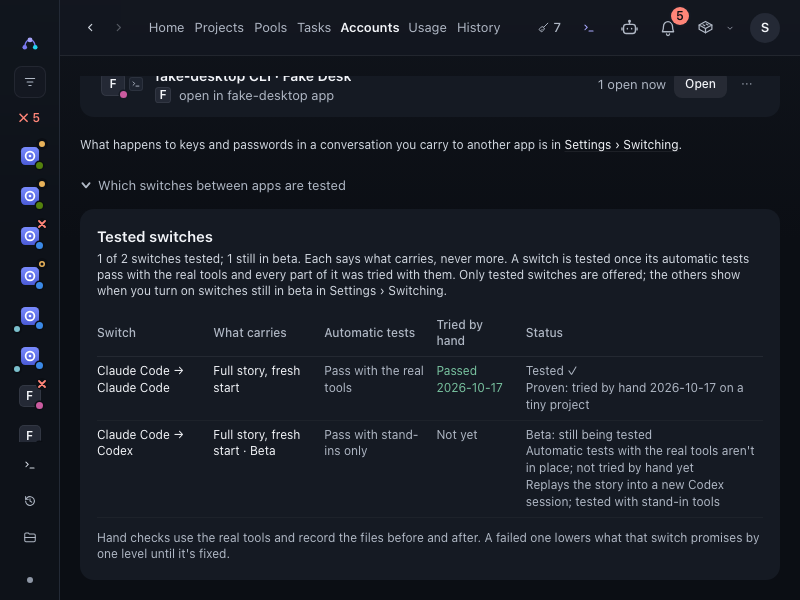 Home Projects Pools Tasks Accounts Usage History 7 5 S
5
fake-desktop CLI · Fake Desk
F
F open in fake-desktop app
1 open now Open
What happens to keys and passwords in a conversation you carry to another app is in Settings › Switching.
Which switches between apps are tested
Tested switches
1 of 2 switches tested; 1 still in beta. Each says what carries, never more. A switch is tested once its automatic tests
pass with the real tools and every part of it was tried with them. Only tested switches are offered; the others show
when you turn on switches still in beta in Settings › Switching.
Switch What carries Automatic tests Tried by hand Status
Claude Code →
Claude Code
Full story, fresh
start
Pass with the real
tools
Passed
2026-10-17
Tested ✓
Proven: tried by hand 2026-10-17 on a
tiny project
Claude Code →
Codex
Full story, fresh
start · Beta
Pass with stand-
ins only
Not yet
Beta: still being tested
Automatic tests with the real tools aren't
in place; not tried by hand yet
Replays the story into a new Codex
session; tested with stand-in tools
Hand checks use the real tools and record the files before and after. A failed one lowers what that switch promises by
one level until it's fixed.
F
F